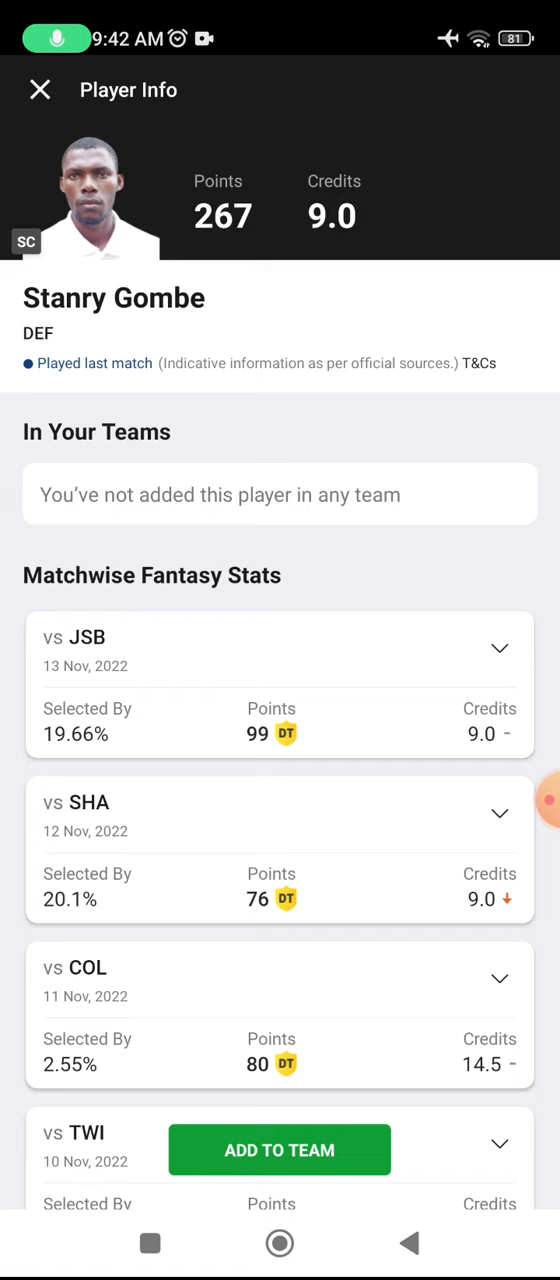 9:42 AM
81
Player Info
Points
Credits
267
9.0
SC
Stanry Gombe
DEF
Played last match (Indicative information as per official sources.) T&Cs
In Your Teams
You've not added this player in any team
Matchwise Fantasy Stats
vs JSB
13 Nov, 2022
Selected By Points Credits
19.66% 99 DT 9.0 -
vs SHA
12 Nov, 2022
Selected By Points Credits
20.1% 76 DT 9.0
vs COL
11 Nov, 2022
Selected By Points Credits
2.55% 80 DT 14.5 -
vs TWI
10 Nov, 2022
ADD TO TEAM
Selected By Points Credits